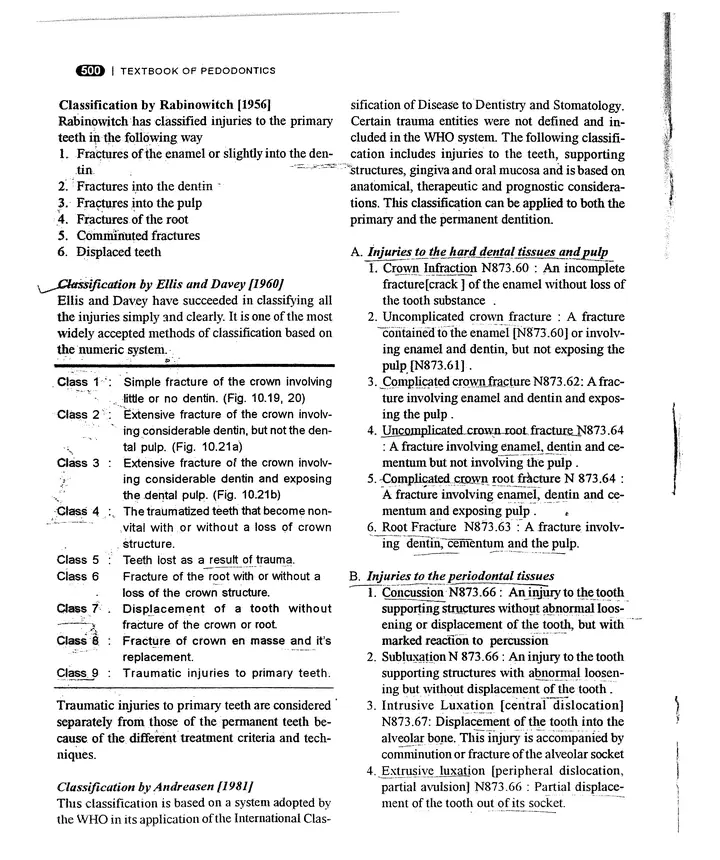 500 | TEXTBOOK OF PEDODONTICS
Classification by Rabinowitch [1956]
Rabinowitch has classified injuries to the primary
teeth in the following way
1. Fractures of the enamel or slightly into the den-
tin
2. Fractures into the dentin
3. Fractures into the pulp
4. Fractures of the root
5. Comminuted fractures
6. Displaced teeth
Classification by Ellis and Davey [1960]
Ellis and Davey have succeeded in classifying all
the injuries simply and clearly. It is one of the most
widely accepted methods of classification based on
the numeric system.
Class 1 : Simple fracture of the crown involving
little or no dentin. (Fig. 10.19, 20)
Class 2 : Extensive fracture of the crown involv-
ing considerable dentin, but not the den-
tal pulp. (Fig. 10.21a)
Class 3 : Extensive fracture of the crown involv-
ing considerable dentin and exposing
the dental pulp. (Fig. 10.21b)
Class 4 : The traumatized teeth that become non-
vital with or without a loss of crown
structure.
Class 5 : Teeth lost as a result of trauma.
Class 6 Fracture of the root with or without a
loss of the crown structure.
Class 7 . Displacement of a tooth without
fracture of the crown or root.
Class 8 : Fracture of crown en masse and it's
replacement.
Class 9 : Traumatic injuries to primary teeth.
Traumatic injuries to primary teeth are considered
separately from those of the permanent teeth be-
cause of the different treatment criteria and tech-
niques.
Classification by Andreasen [1981]
This classification is based on a system adopted by
the WHO in its application of the International Clas-
sification of Disease to Dentistry and Stomatology.
Certain trauma entities were not defined and in-
cluded in the WHO system. The following classifi-
cation includes injuries to the teeth, supporting
structures, gingiva and oral mucosa and is based on
anatomical, therapeutic and prognostic considera-
tions. This classification can be applied to both the
primary and the permanent dentition.
A. Injuries to the hard dental tissues and pulp
1. Crown Infraction N873.60 : An incomplete
fracture[crack ] of the enamel without loss of
the tooth substance .
2. Uncomplicated crown fracture : A fracture
contained to the enamel [N873.60] or involv-
ing enamel and dentin, but not exposing the
pulp [N873.61] .
3. Complicated crown fracture N873.62: A frac-
ture involving enamel and dentin and expos-
ing the pulp .
4. Uncomplicated crown root fracture N873.64
: A fracture involving enamel, dentin and ce-
mentum but not involving the pulp .
5. Complicated crown root fracture N 873.64 :
A fracture involving enamel, dentin and ce-
mentum and exposing pulp .
6. Root Fracture N873.63 : A fracture involv-
ing dentin, cementum and the pulp.
B. Injuries to the periodontal tissues
1. Concussion N873.66 : An injury to the tooth
supporting structures without abnormal loos-
ening or displacement of the tooth, but with
marked reaction to percussion
2. Subluxation N 873.66 : An injury to the tooth
supporting structures with abnormal loosen-
ing but without displacement of the tooth .
3. Intrusive Luxation [central dislocation]
N873.67: Displacement of the tooth into the
alveolar bone. This injury is accompanied by
comminution or fracture of the alveolar socket
4. Extrusive luxation [peripheral dislocation,
partial avulsion] N873.66 : Partial displace-
ment of the tooth out of its socket.